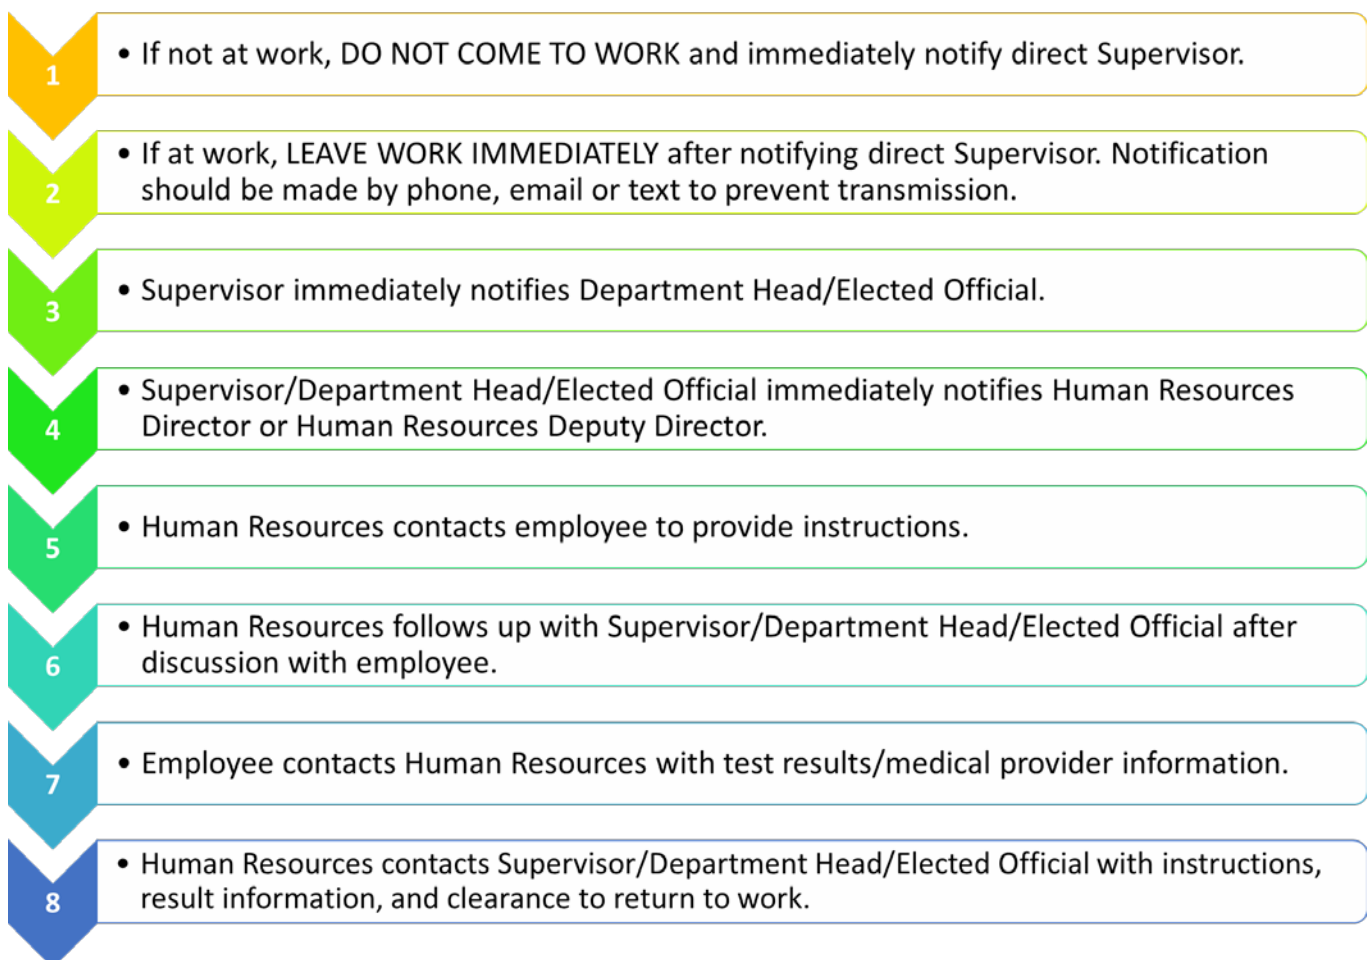 1
• If not at work, DO NOT COME TO WORK and immediately notify direct Supervisor.
2
• If at work, LEAVE WORK IMMEDIATELY after notifying direct Supervisor. Notification
should be made by phone, email or text to prevent transmission.
3
• Supervisor immediately notifies Department Head/Elected Official.
4
• Supervisor/Department Head/Elected Official immediately notifies Human Resources
Director or Human Resources Deputy Director.
5
• Human Resources contacts employee to provide instructions.
6
• Human Resources follows up with Supervisor/Department Head/Elected Official after
discussion with employee.
7
• Employee contacts Human Resources with test results/medical provider information.
8
• Human Resources contacts Supervisor/Department Head/Elected Official with instructions,
result information, and clearance to return to work.